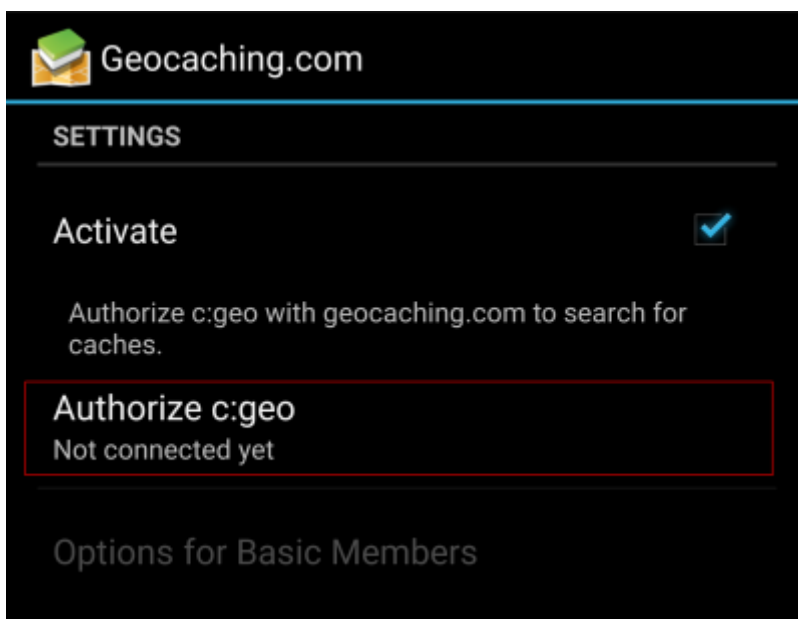 Geocaching.com
SETTINGS
Activate
Authorize c:geo with geocaching.com to search for
caches.
Authorize c:geo
Not connected yet
Options for Basic Members